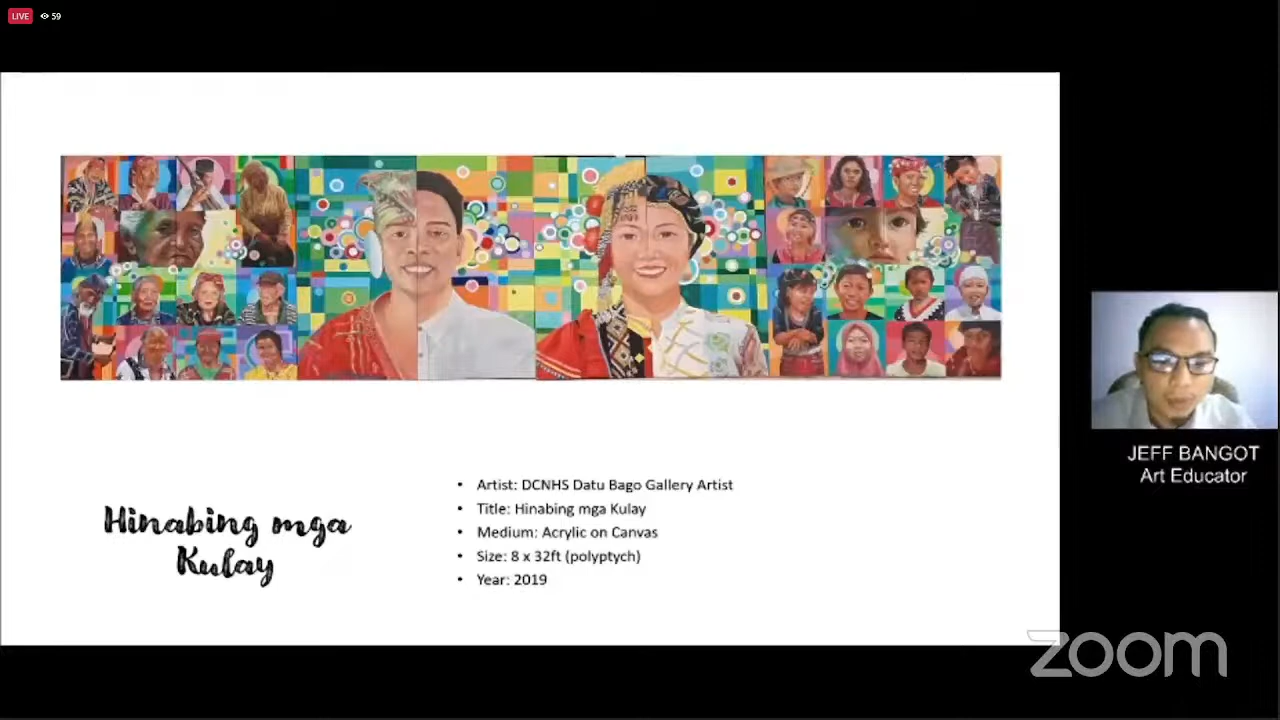 LIVE 59
Hinabing mga
Kulay
• Artist: DCNHS Datu Bago Gallery Artist
• Title: Hinabing mga Kulay
• Medium: Acrylic on Canvas
• Size: 8 x 32ft (polyptych)
• Year: 2019
JEFF BANGOT
Art Educator
zoom